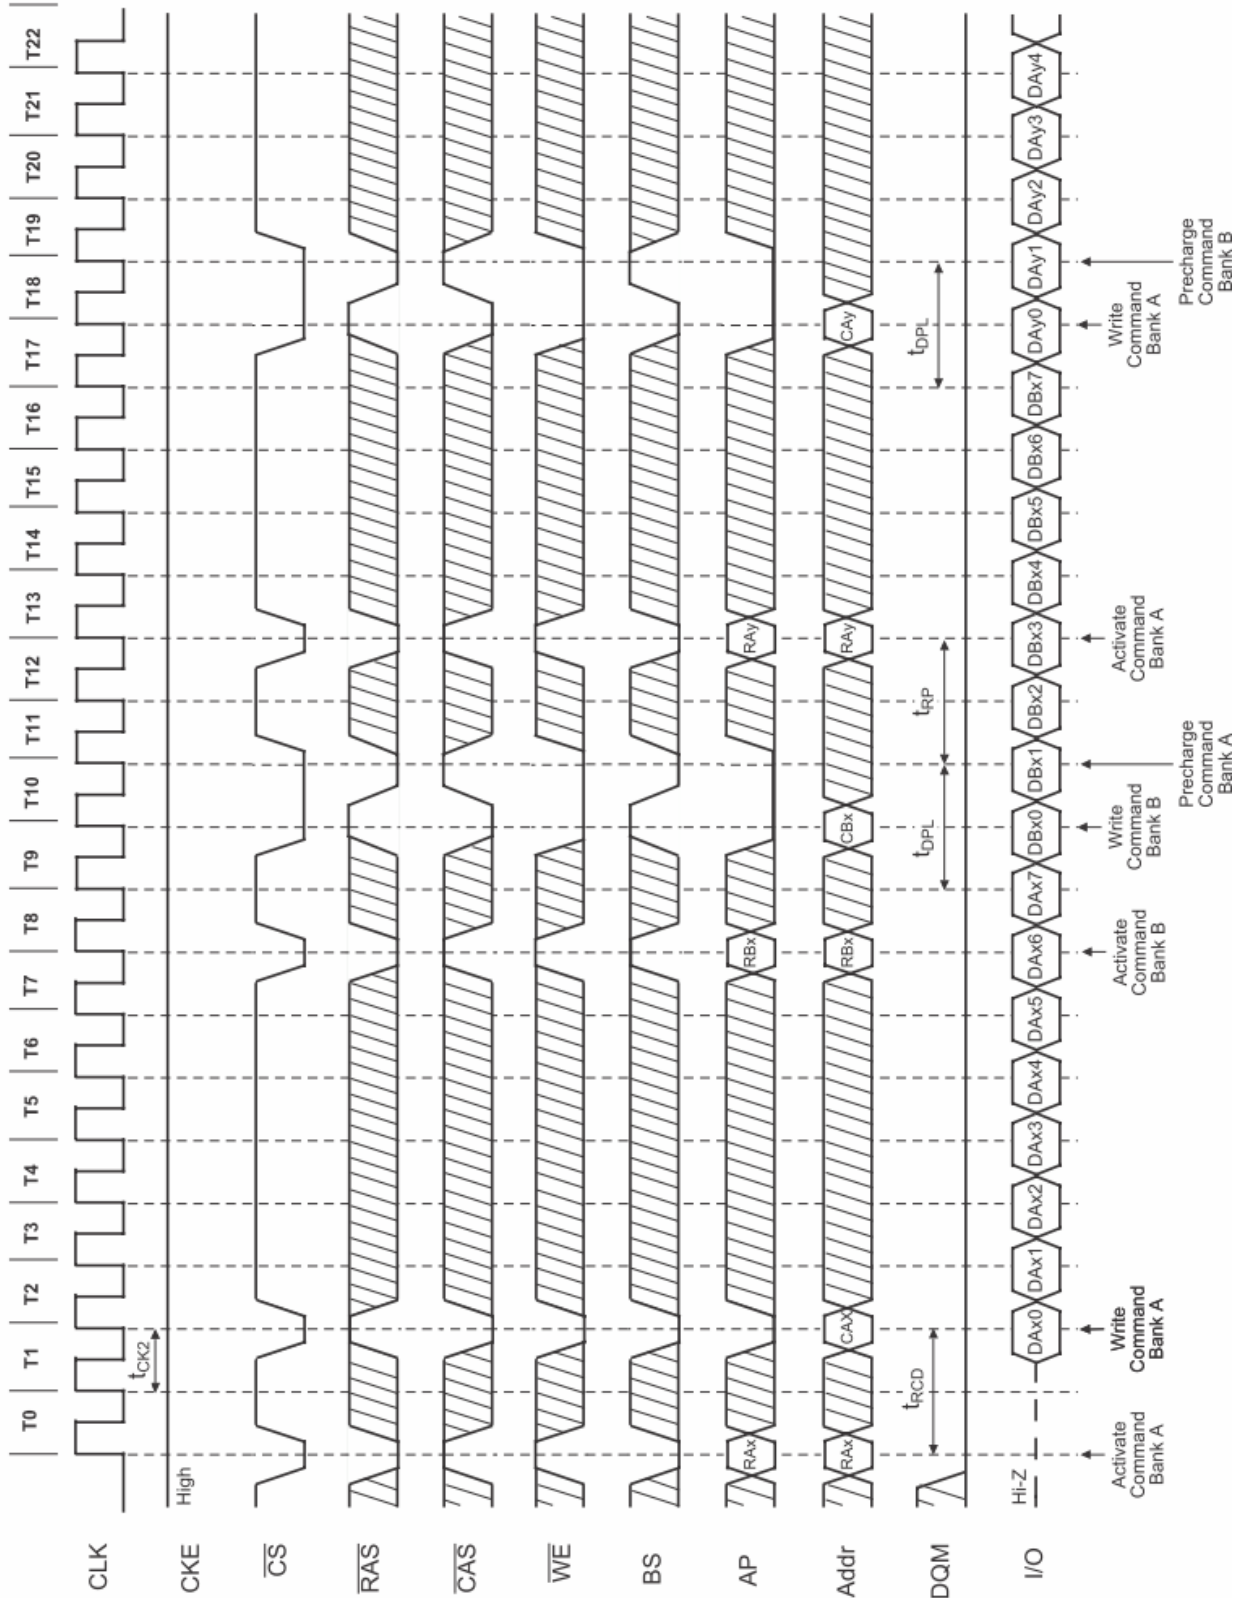 T0 T1 T2 T3 T4 T5 T6 T7 T8 T9 T10 T11 T12 T13 T14 T15 T16 T17 T18 T19 T20 T21 T22
CLK
tCK2
CKE
High
CS
RAS
CAS
WE
BS
AP
RAx RBx RAy
Addr
RAx CAX RBx CBx RAy CAy
DQM
tRCD tDPL tRP tDPL
I/O
Hi-Z
DAx0 DAx1 DAx2 DAx3 DAx4 DAx5 DAx6 DAx7 DBx0 DBx1 DBx2 DBx3 DBx4 DBx5 DBx6 DBx7 DAy0 DAy1 DAy2 DAy3 DAy4
Activate
Command
Bank A
Write
Command
Bank A
Activate
Command
Bank B
Write
Command
Bank B
Precharge
Command
Bank A
Activate
Command
Bank A
Write
Command
Bank A
Precharge
Command
Bank B